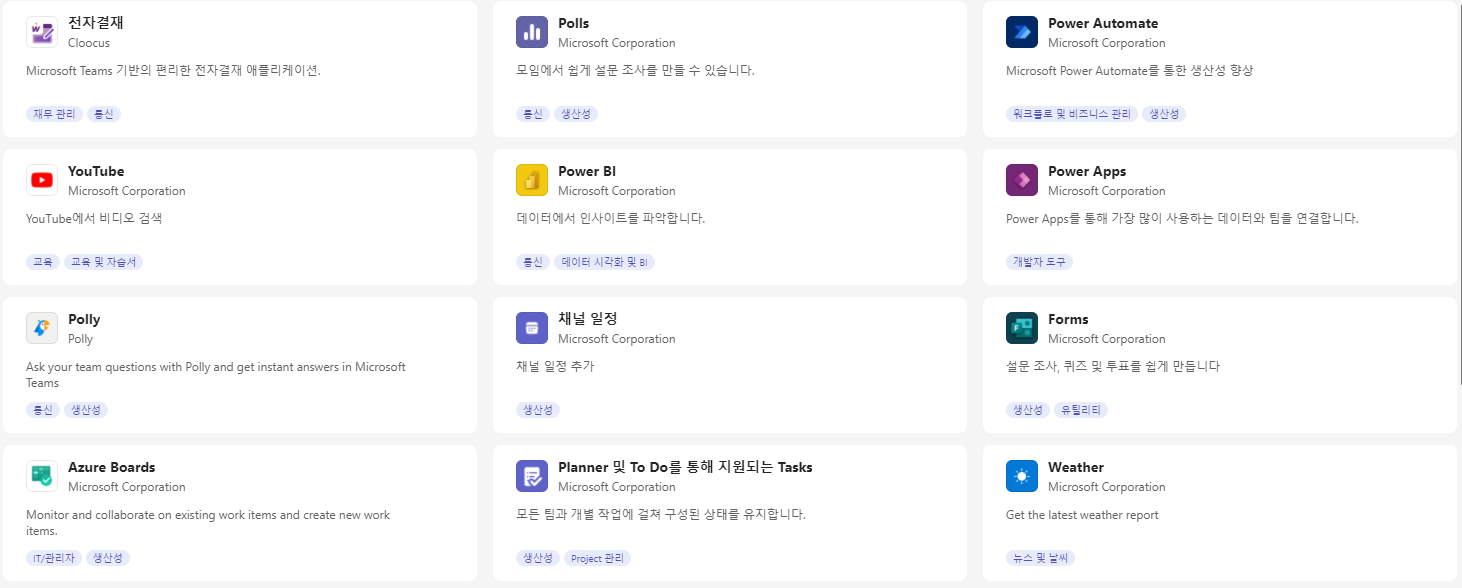 전자결재
Cloocus
Microsoft Teams 기반의 편리한 전자결재 애플리케이션.
재무 관리 통신
Polls
Microsoft Corporation
모임에서 쉽게 설문 조사를 만들 수 있습니다.
통신 생산성
Power Automate
Microsoft Corporation
Microsoft Power Automate를 통한 생산성 향상
워크플로 및 비즈니스 관리 생산성
YouTube
Microsoft Corporation
YouTube에서 비디오 검색
교육 교육 및 자습서
Power BI
Microsoft Corporation
데이터에서 인사이트를 파악합니다.
통신 데이터 시각화 및 BI
Power Apps
Microsoft Corporation
Power Apps를 통해 가장 많이 사용하는 데이터와 팀을 연결합니다.
개발자 도구
Polly
Polly
Ask your team questions with Polly and get instant answers in Microsoft
Teams
통신 생산성
채널 일정
Microsoft Corporation
채널 일정 추가
생산성
Forms
Microsoft Corporation
설문 조사, 퀴즈 및 투표를 쉽게 만듭니다
생산성 유틸리티
Azure Boards
Microsoft Corporation
Monitor and collaborate on existing work items and create new work
items.
IT/관리자 생산성
Planner 및 To Do를 통해 지원되는 Tasks
Microsoft Corporation
모든 팀과 개별 작업에 걸쳐 구성된 상태를 유지합니다.
생산성 Project 관리
Weather
Microsoft Corporation
Get the latest weather report
뉴스 및 날씨